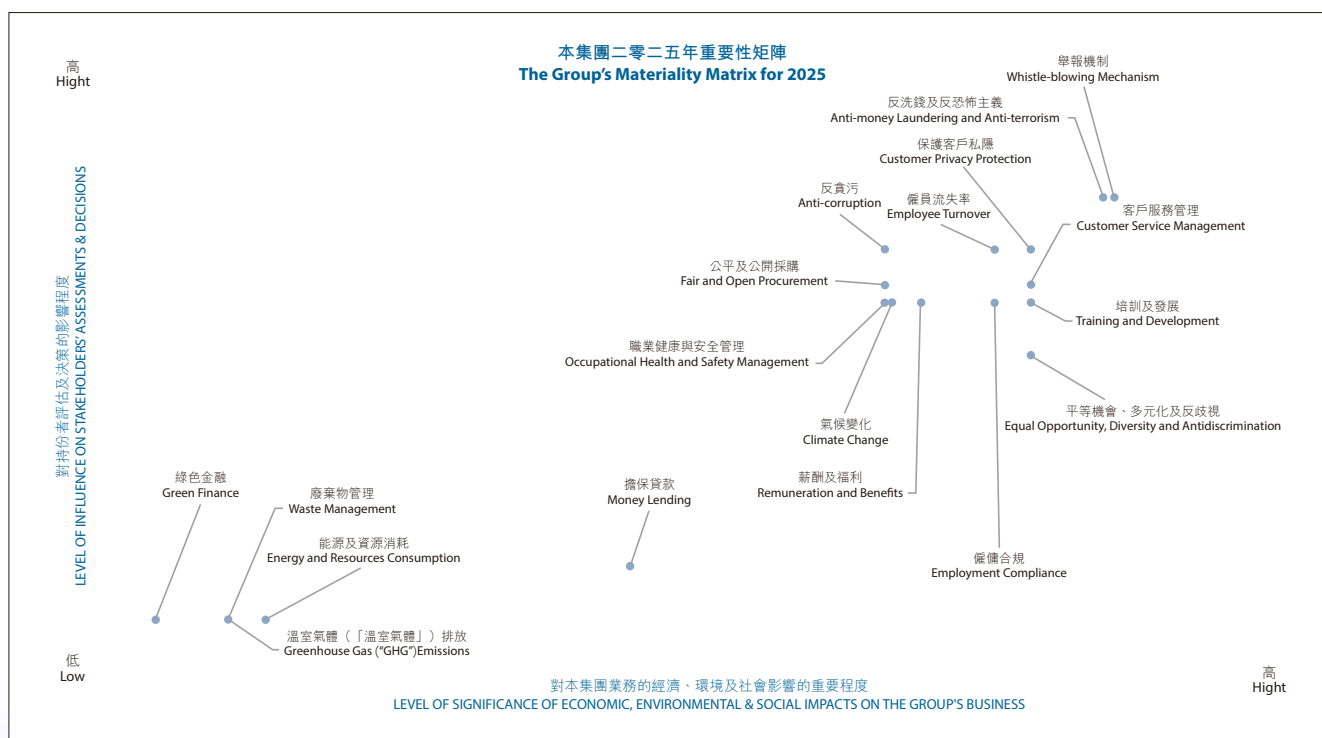 本集團二零二五年重要性矩陣
The Group's Materiality Matrix for 2025
高
Hight
舉報機制
Whistle-blowing Mechanism
反洗錢及反恐怖主義
Anti-money Laundering and Anti-terrorism
保護客戶私隱
Customer Privacy Protection
反貪污
Anti-corruption
僱員流失率
Employee Turnover
客戶服務管理
Customer Service Management
公平及公開採購
Fair and Open Procurement
培訓及發展
Training and Development
職業健康與安全管理
Occupational Health and Safety Management
平等機會、多元化及反歧視
Equal Opportunity, Diversity and Antidiscrimination
氣候變化
Climate Change
薪酬及福利
Remuneration and Benefits
對持份者評估及決策的影響程度
LEVEL OF INFLUENCE ON STAKEHOLDERS' ASSESSMENTS & DECISIONS
綠色金融
Green Finance
廢棄物管理
Waste Management
擔保貸款
Money Lending
能源及資源消耗
Energy and Resources Consumption
僱傭合規
Employment Compliance
溫室氣體（「溫室氣體」）排放
Greenhouse Gas ("GHG")Emissions
低
Low
高
Hight
對本集團業務的經濟、環境及社會影響的重要程度
LEVEL OF SIGNIFICANCE OF ECONOMIC, ENVIRONMENTAL & SOCIAL IMPACTS ON THE GROUP'S BUSINESS